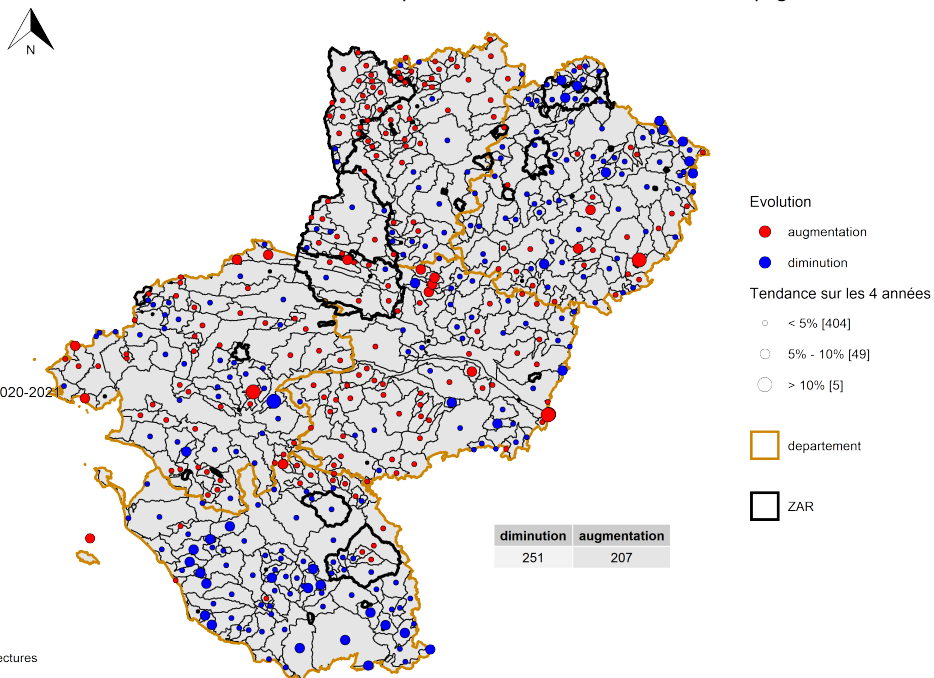 N
Evolution
augmentation
diminution
Tendance sur les 4 années
< 5% [404]
5% - 10% [49]
> 10% [5]
020-2021
departement
ZAR
diminution augmentation
251 207
ectures